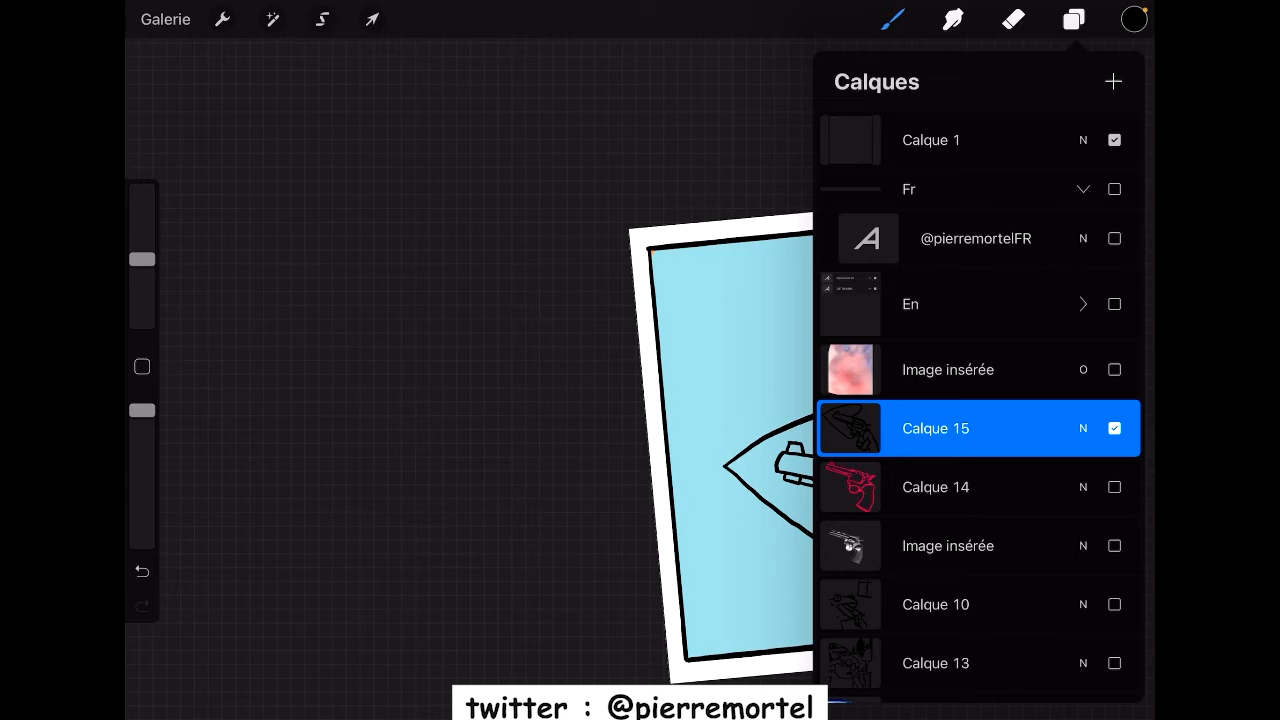 Galerie
Calques
Calque 1 N
Fr
@pierremortelFR N
En
Image insérée O
Calque 15 N
Calque 14 N
Image insérée N
Calque 10 N
Calque 13 N
twitter : @pierremortel